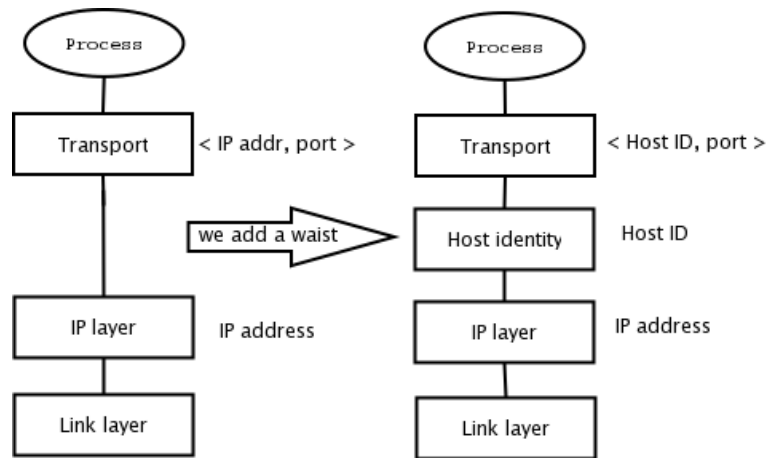 Process
Transport
< IP addr, port >
IP layer
IP address
Link layer
we add a waist
Process
Transport
< Host ID, port >
Host identity
Host ID
IP layer
IP address
Link layer